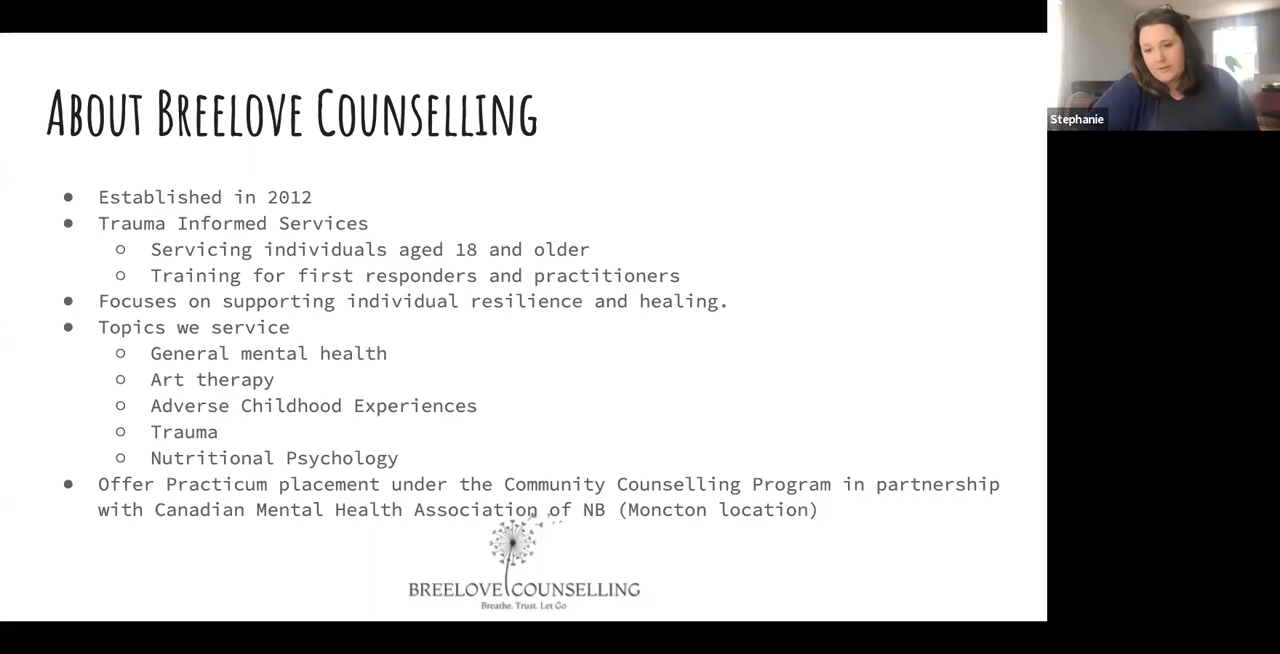 About Breelove Counselling
Stephanie
● Established in 2012
● Trauma Informed Services
○ Servicing individuals aged 18 and older
○ Training for first responders and practitioners
● Focuses on supporting individual resilience and healing.
● Topics we service
○ General mental health
○ Art therapy
○ Adverse Childhood Experiences
○ Trauma
○ Nutritional Psychology
● Offer Practicum placement under the Community Counselling Program in partnership
with Canadian Mental Health Association of NB (Moncton location)
BREELOVE COUNSELLING
Breathe. Trust. Let Go